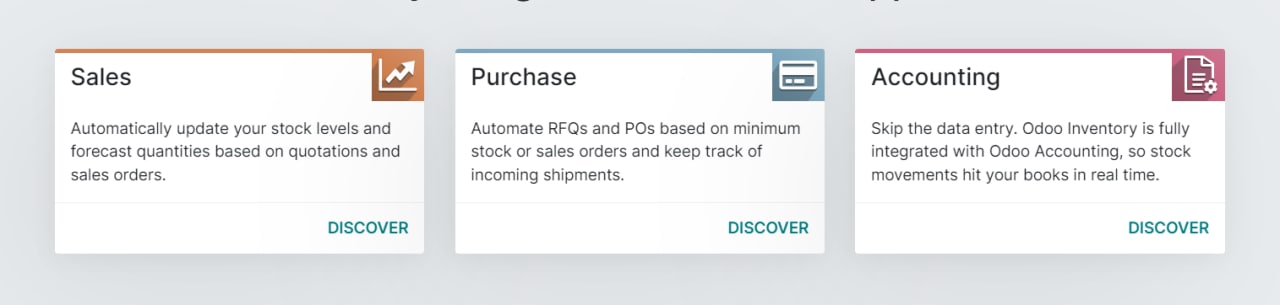 Sales
Automatically update your stock levels and
forecast quantities based on quotations and
sales orders.
DISCOVER
Purchase
Automate RFQs and POs based on minimum
stock or sales orders and keep track of
incoming shipments.
DISCOVER
Accounting
Skip the data entry. Odoo Inventory is fully
integrated with Odoo Accounting, so stock
movements hit your books in real time.
DISCOVER